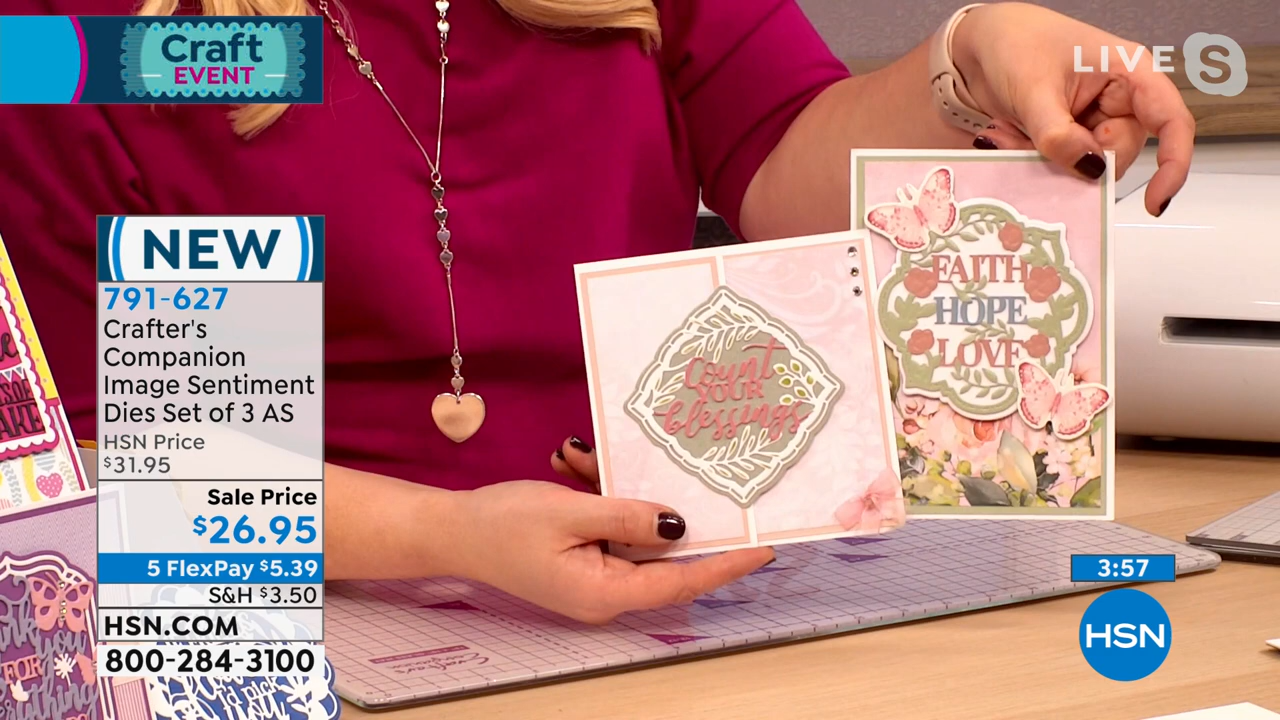 Craft
EVENT
LIVE S
NEW
791-627
Crafter's
Companion
Image Sentiment
Dies Set of 3 AS
HSN Price
$31.95
Sale Price
$26.95
5 FlexPay $5.39
S&H $3.50
HSN.COM
800-284-3100
FAITH
HOPE
LOVE
Count
YOUR
blessings
3:57
HSN
YOU
FOR